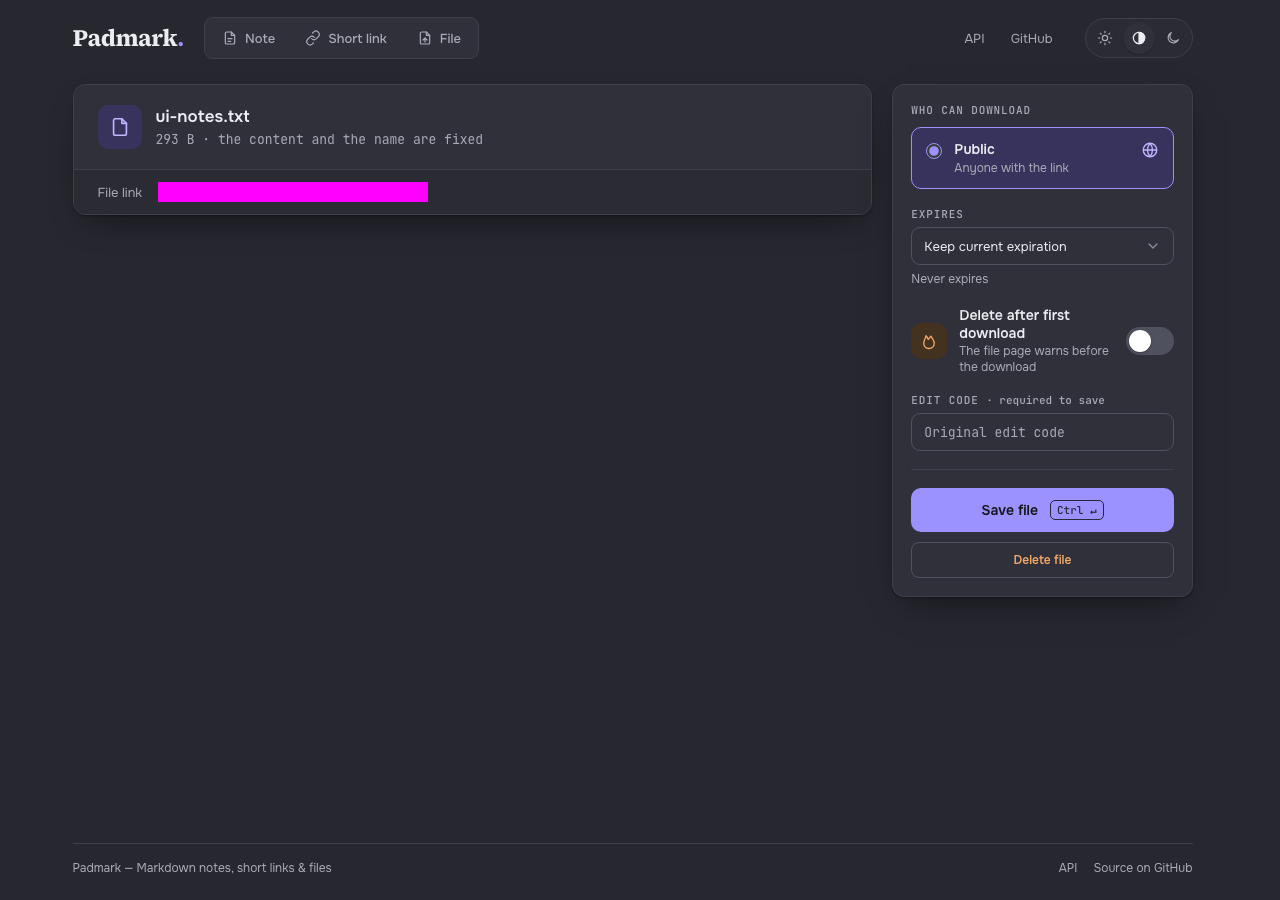 Padmark.
Note
Short link
File
API
GitHub
ui-notes.txt
293 B · the content and the name are fixed
File link
WHO CAN DOWNLOAD
Public
Anyone with the link
EXPIRES
Keep current expiration
Never expires
Delete after first
download
The file page warns before
the download
EDIT CODE · required to save
Original edit code
Save file Ctrl ↵
Delete file
Padmark — Markdown notes, short links & files
API
Source on GitHub